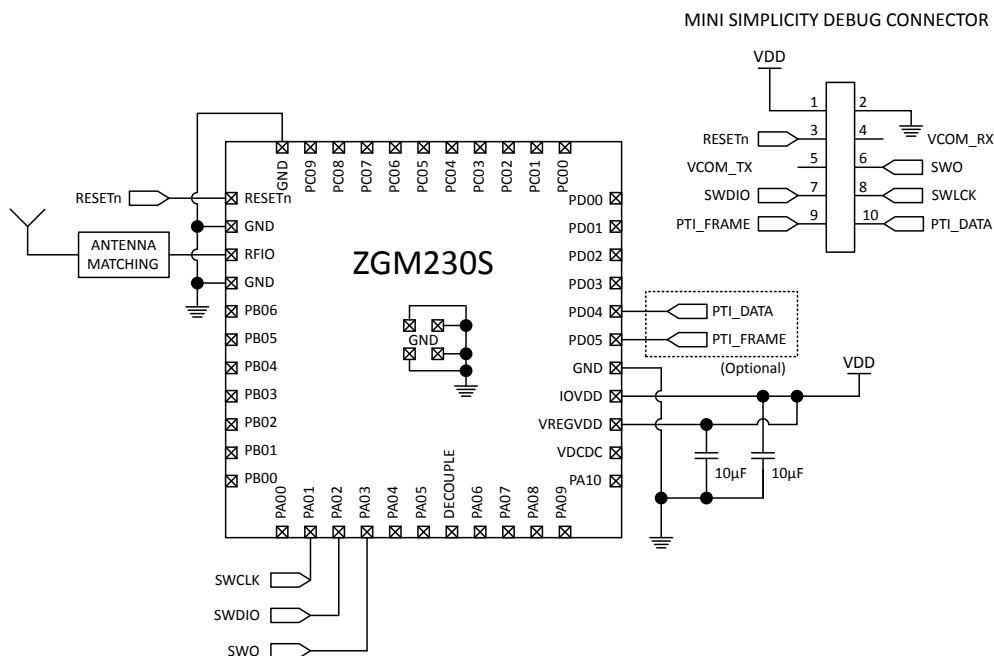 MINI SIMPLICITY DEBUG CONNECTOR
VDD
1 2
RESETn 3 4 VCOM_RX
VCOM_TX 5 6 SWO
SWDIO 7 8 SWLCK
PTI_FRAME 9 10 PTI_DATA
GND
PC09
PC08
PC07
PC06
PC05
PC04
PC03
PC02
PC01
PC00
RESETn
RESETn
GND
ANTENNA
MATCHING
RFIO
GND
PB06
PB05
PB04
PB03
PB02
PB01
PB00
ZGM230S
GND
PD00
PD01
PD02
PD03
PD04
PTI_DATA
PD05
PTI_FRAME
(Optional)
GND
VDD
IOVDD
VREGVDD
VDCDC
10µF
10µF
PA10
PA00
PA01
PA02
PA03
PA04
PA05
DECOUPLE
PA06
PA07
PA08
PA09
SWCLK
SWDIO
SWO